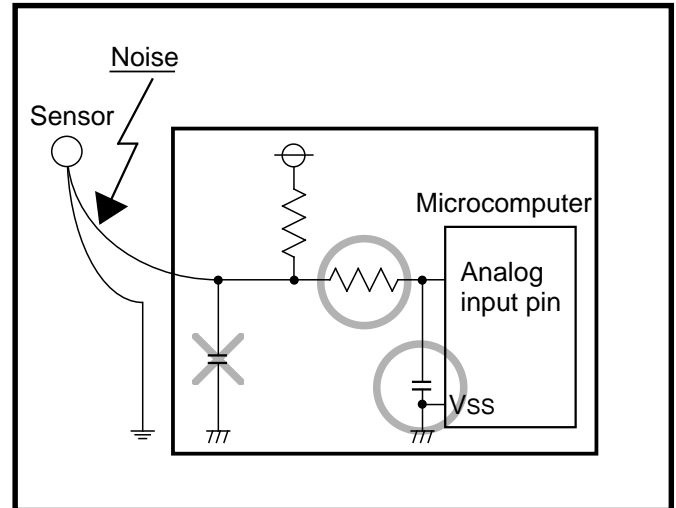 Noise
Sensor
Microcomputer
Analog
input pin
VSS